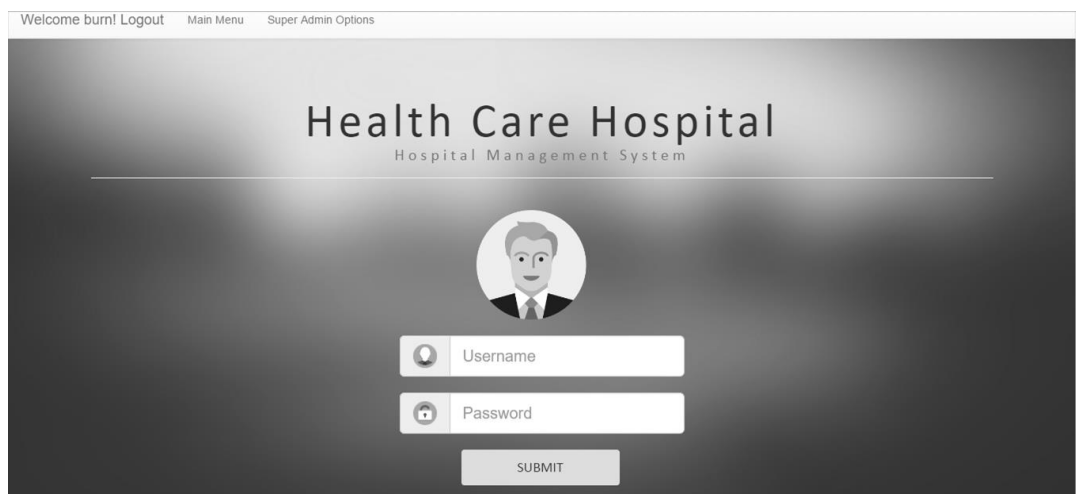 Welcome burn! Logout Main Menu Super Admin Options
Health Care Hospital
Hospital Management System
Username
Password
SUBMIT